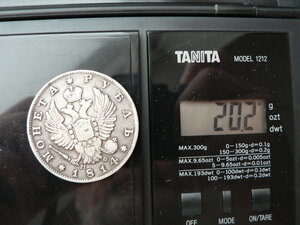 МОНЕТА РУБЛЬ
1814
TANITA MODEL 1212
20.2 g
ozt
dwt
MAX.300g 0-150g-d=0.1g
150-300g-d=0.2g
MAX.9.65ozt 0-5ozt-d=0.005ozt
5-9.65ozt-d=0.01ozt
MAX.193dwt 0-100dwt-d=0.1dwt
100-193dwt-d=0.2dwt
OFF MODE ON/TARE